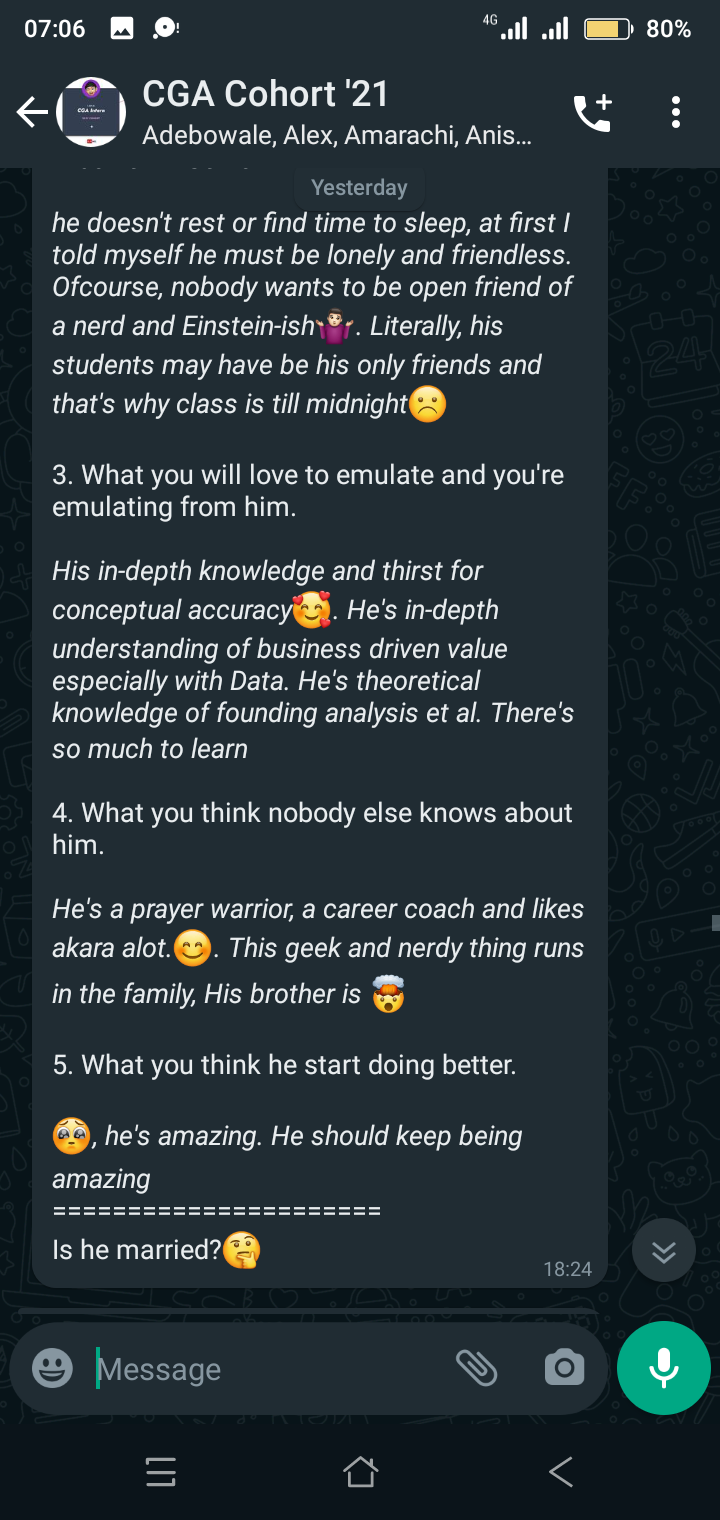 07:06
4G
80%
CGA Cohort '21
Adebowale, Alex, Amarachi, Anis...
Yesterday
he doesn't rest or find time to sleep, at first I
told myself he must be lonely and friendless.
Ofcourse, nobody wants to be open friend of
a nerd and Einstein-ish🤷🏻‍♂️. Literally, his
students may have be his only friends and
that's why class is till midnight☹️
3. What you will love to emulate and you're
emulating from him.
His in-depth knowledge and thirst for
conceptual accuracy🥰. He's in-depth
understanding of business driven value
especially with Data. He's theoretical
knowledge of founding analysis et al. There's
so much to learn
4. What you think nobody else knows about
him.
He's a prayer warrior, a career coach and likes
akara alot.😊. This geek and nerdy thing runs
in the family, His brother is 🤯
5. What you think he start doing better.
🥺, he's amazing. He should keep being
amazing
======================
Is he married?🤔
18:24
Message